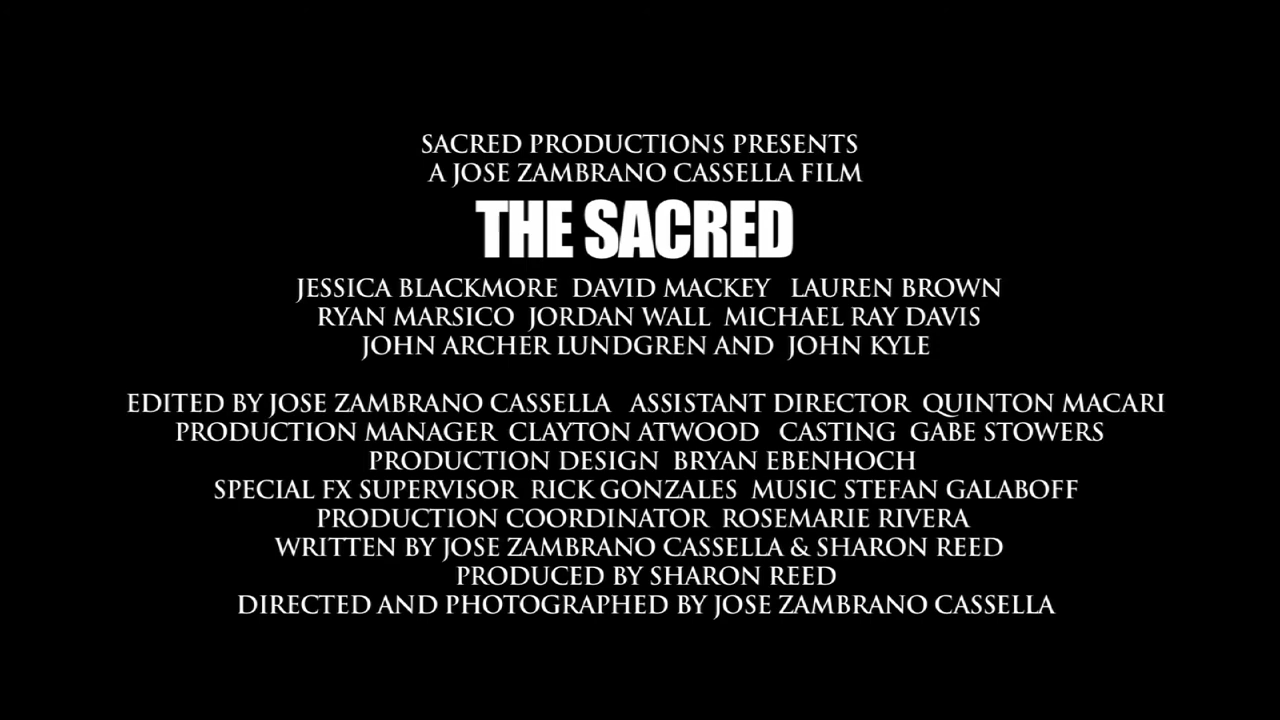 SACRED PRODUCTIONS PRESENTS
A JOSE ZAMBRANO CASSELLA FILM
THE SACRED
JESSICA BLACKMORE DAVID MACKEY LAUREN BROWN
RYAN MARSICO JORDAN WALL MICHAEL RAY DAVIS
JOHN ARCHER LUNDGREN AND JOHN KYLE
EDITED BY JOSE ZAMBRANO CASSELLA ASSISTANT DIRECTOR QUINTON MACARI
PRODUCTION MANAGER CLAYTON ATWOOD CASTING GABE STOWERS
PRODUCTION DESIGN BRYAN EBENHOCH
SPECIAL FX SUPERVISOR RICK GONZALES MUSIC STEFAN GALABOFF
PRODUCTION COORDINATOR ROSEMARIE RIVERA
WRITTEN BY JOSE ZAMBRANO CASSELLA & SHARON REED
PRODUCED BY SHARON REED
DIRECTED AND PHOTOGRAPHED BY JOSE ZAMBRANO CASSELLA